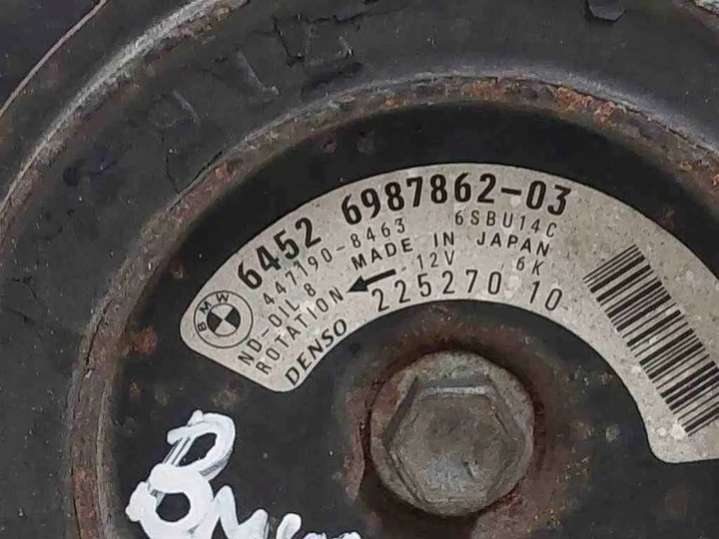 6452 6987862-03
447190-8463 6SBU14C
ND-OIL 8 MADE IN JAPAN
ROTATION 12V 6K
DENSO 225270 10
BMW